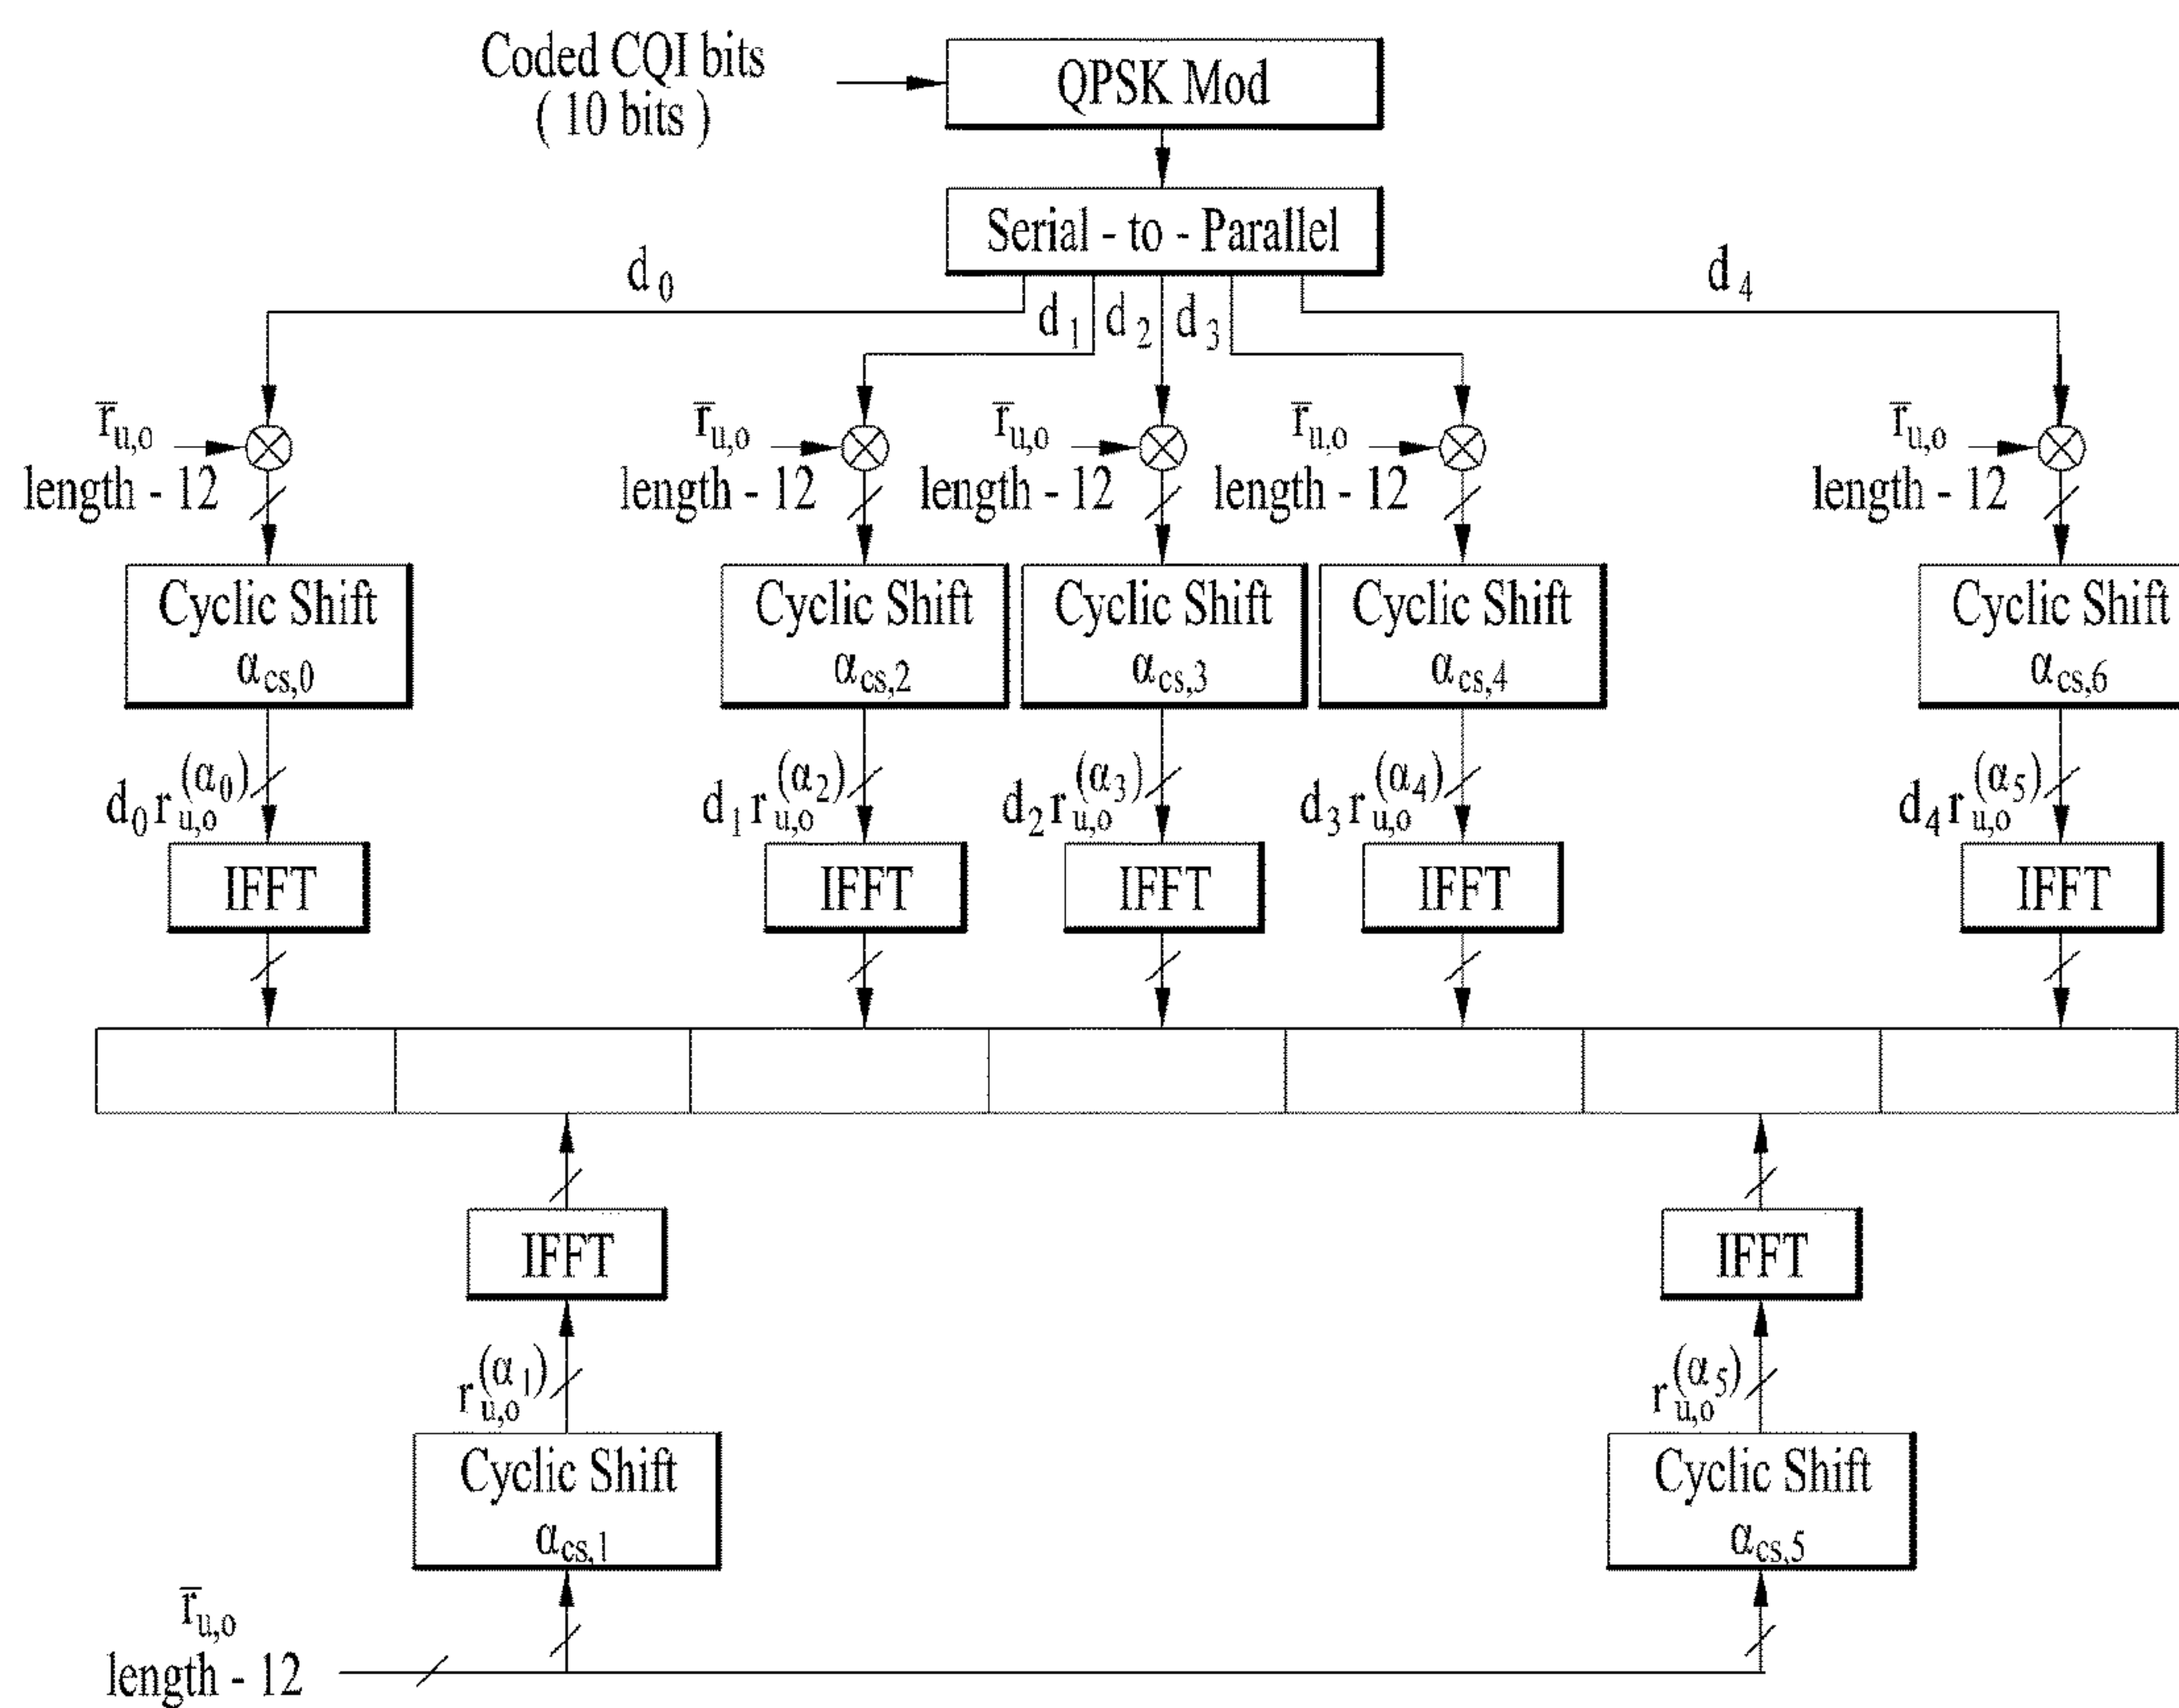 Coded CQI bits
( 10 bits )
QPSK Mod
Serial - to - Parallel
d 0
d 1
d 2
d 3
d 4
r̅u,o
length - 12
r̅u,o
length - 12
r̅u,o
length - 12
r̅u,o
length - 12
r̅u,o
length - 12
Cyclic Shift
αcs,0
Cyclic Shift
αcs,2
Cyclic Shift
αcs,3
Cyclic Shift
αcs,4
Cyclic Shift
αcs,6
d0 r u,o (α0)
d1 r u,o (α2)
d2 r u,o (α3)
d3 r u,o (α4)
d4 r u,o (α5)
IFFT
IFFT
IFFT
IFFT
IFFT
IFFT
IFFT
r u,o (α1)
r u,o (α5)
Cyclic Shift
αcs,1
Cyclic Shift
αcs,5
r̅u,o
length - 12